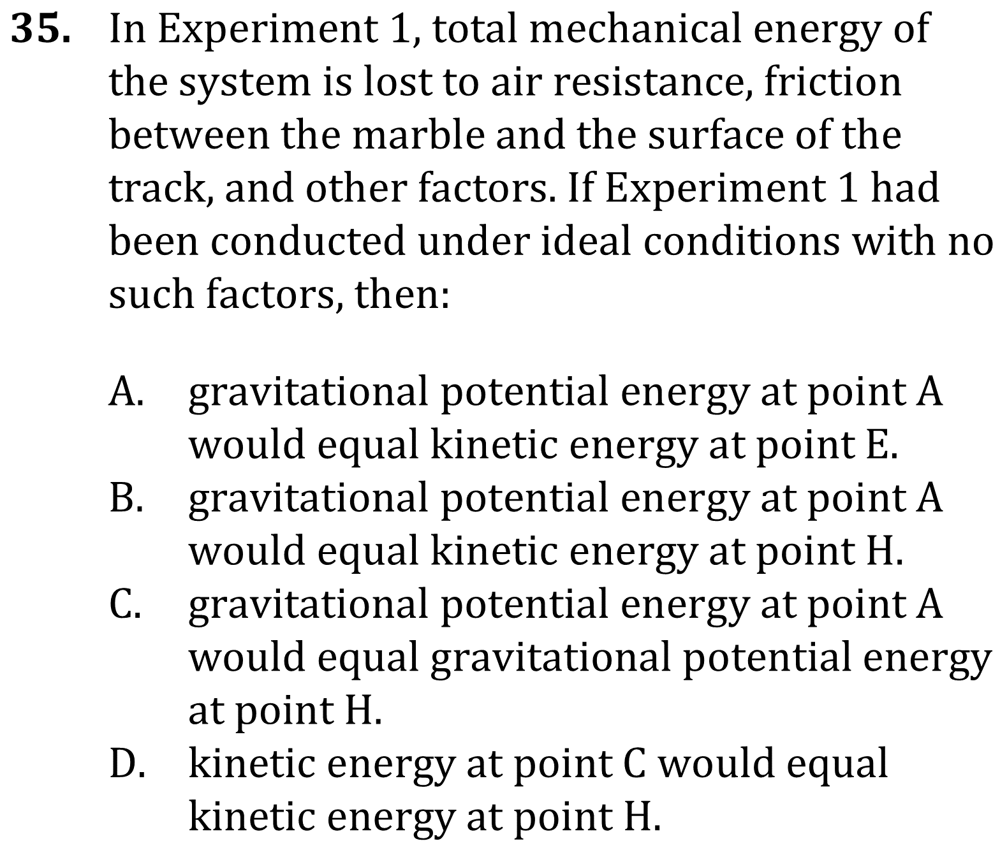 35. In Experiment 1, total mechanical energy of
the system is lost to air resistance, friction
between the marble and the surface of the
track, and other factors. If Experiment 1 had
been conducted under ideal conditions with no
such factors, then:
A. gravitational potential energy at point A
would equal kinetic energy at point E.
B. gravitational potential energy at point A
would equal kinetic energy at point H.
C. gravitational potential energy at point A
would equal gravitational potential energy
at point H.
D. kinetic energy at point C would equal
kinetic energy at point H.